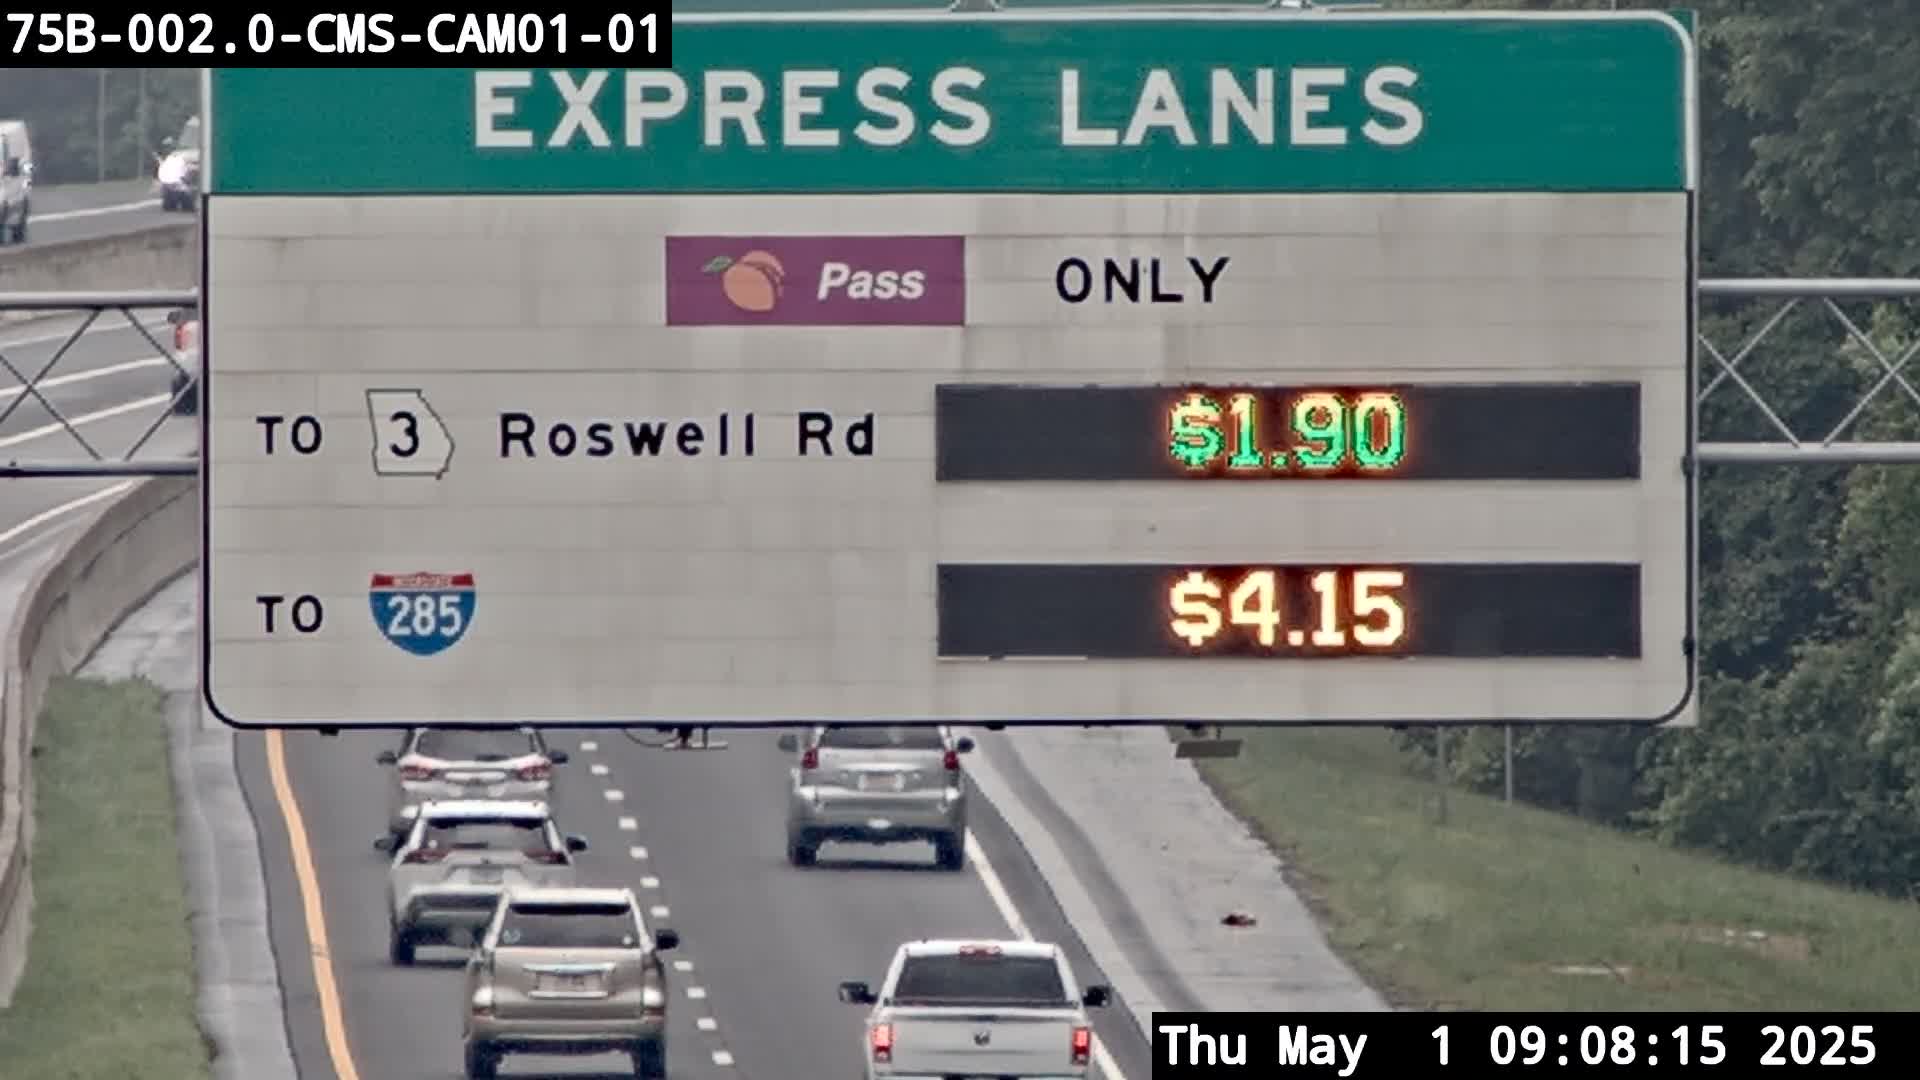 75B-002.0-CMS-CAM01-01
EXPRESS LANES
Pass ONLY
TO 3 Roswell Rd $1.90
TO 285 $4.15
Thu May 1 09:08:15 2025